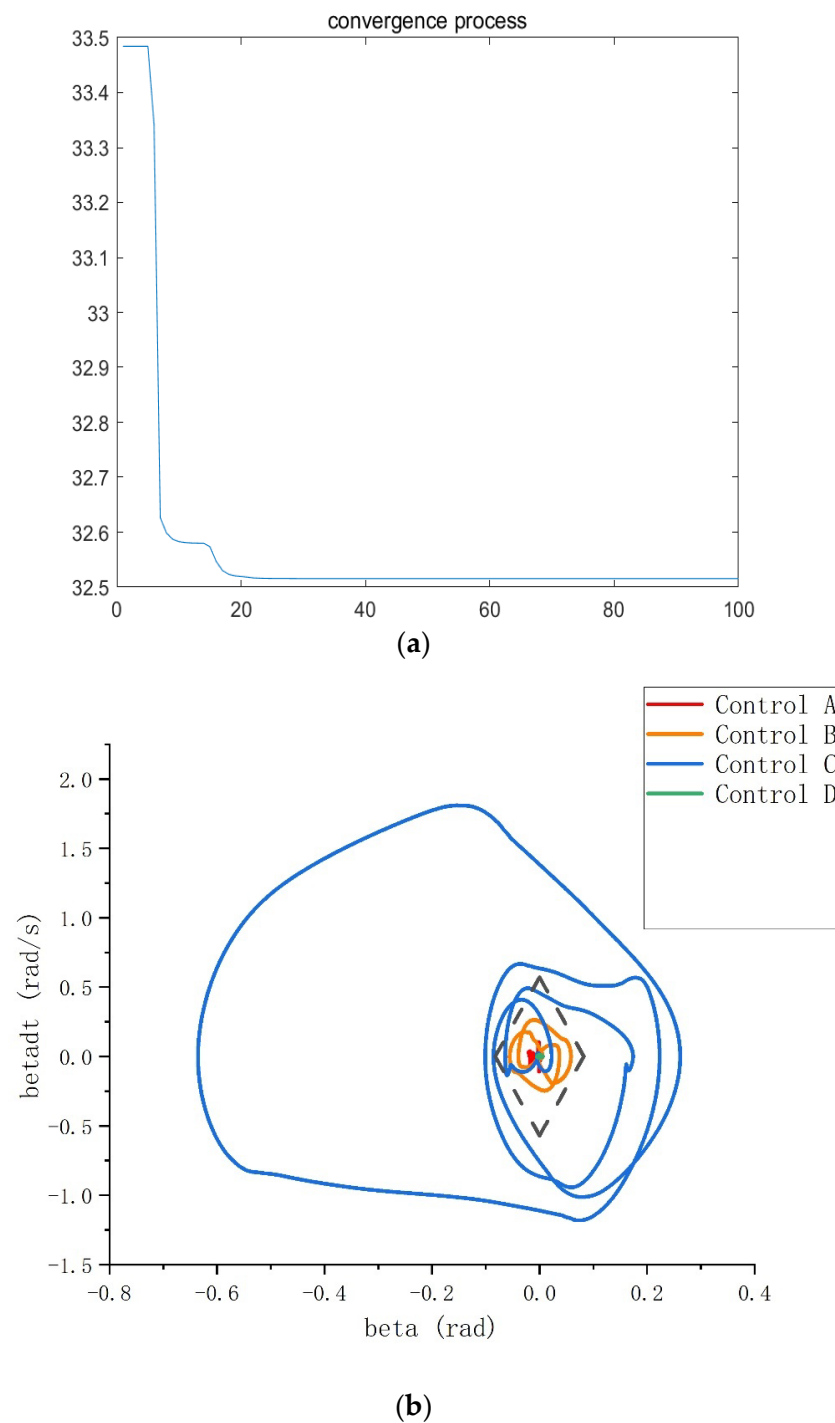 convergence process
33.5
33.4
33.3
33.2
33.1
33
32.9
32.8
32.7
32.6
32.5
0 20 40 60 80 100
(a)
Control A
Control B
Control C
Control D
2.0
1.5
1.0
0.5
0.0
-0.5
-1.0
-1.5
betadt (rad/s)
-0.8 -0.6 -0.4 -0.2 0.0 0.2 0.4
beta (rad)
(b)